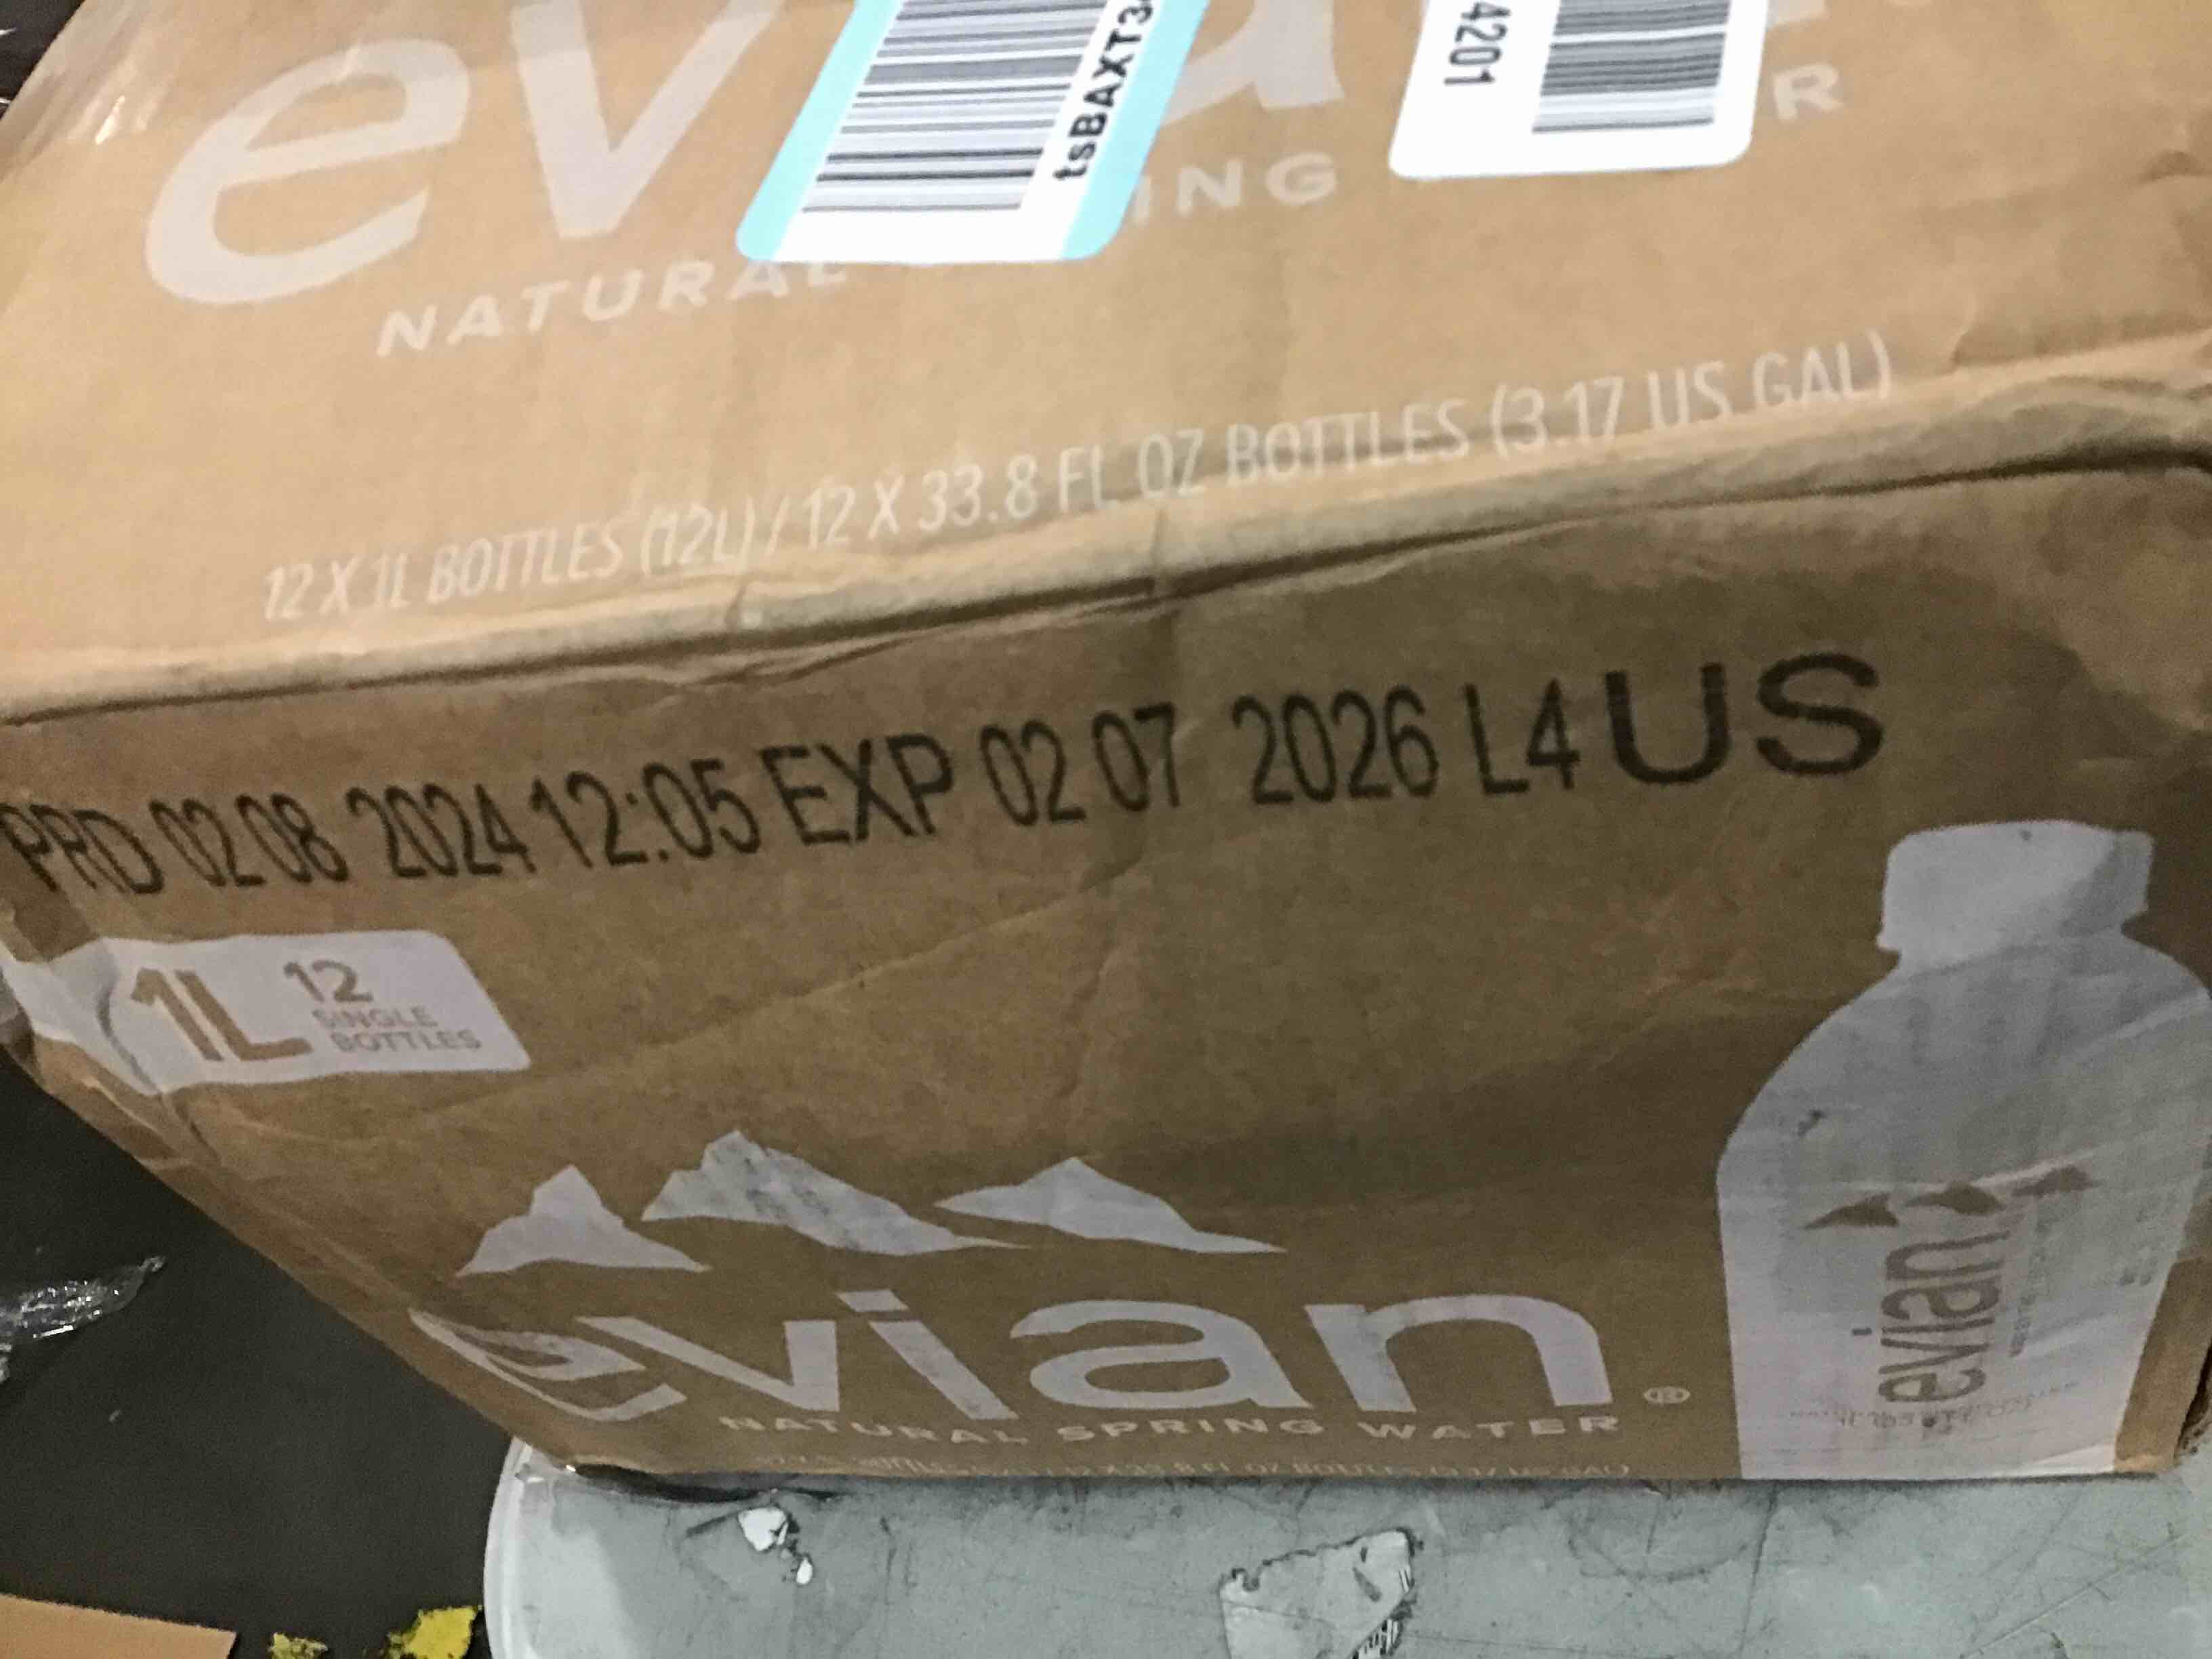 ev
NATURAL
ING
R
tsBAXT3
4201
12 X 1L BOTTLES (12L) / 12 X 33.8 FL OZ BOTTLES (3.17 US GAL)
PRD 02 08 2024 12:05 EXP 02 07 2026 L4 US
1L 12
SINGLE
BOTTLES
evian®
NATURAL SPRING WATER
evian